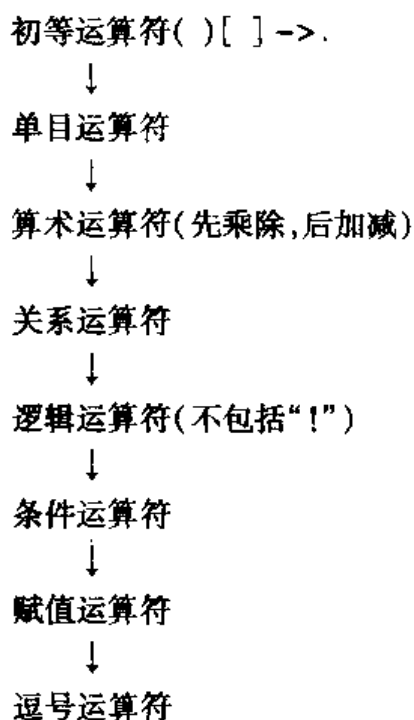 初等运算符( )[ ]->.
↓
单目运算符
↓
算术运算符(先乘除,后加减)
↓
关系运算符
↓
逻辑运算符(不包括“!”)
↓
条件运算符
↓
赋值运算符
↓
逗号运算符